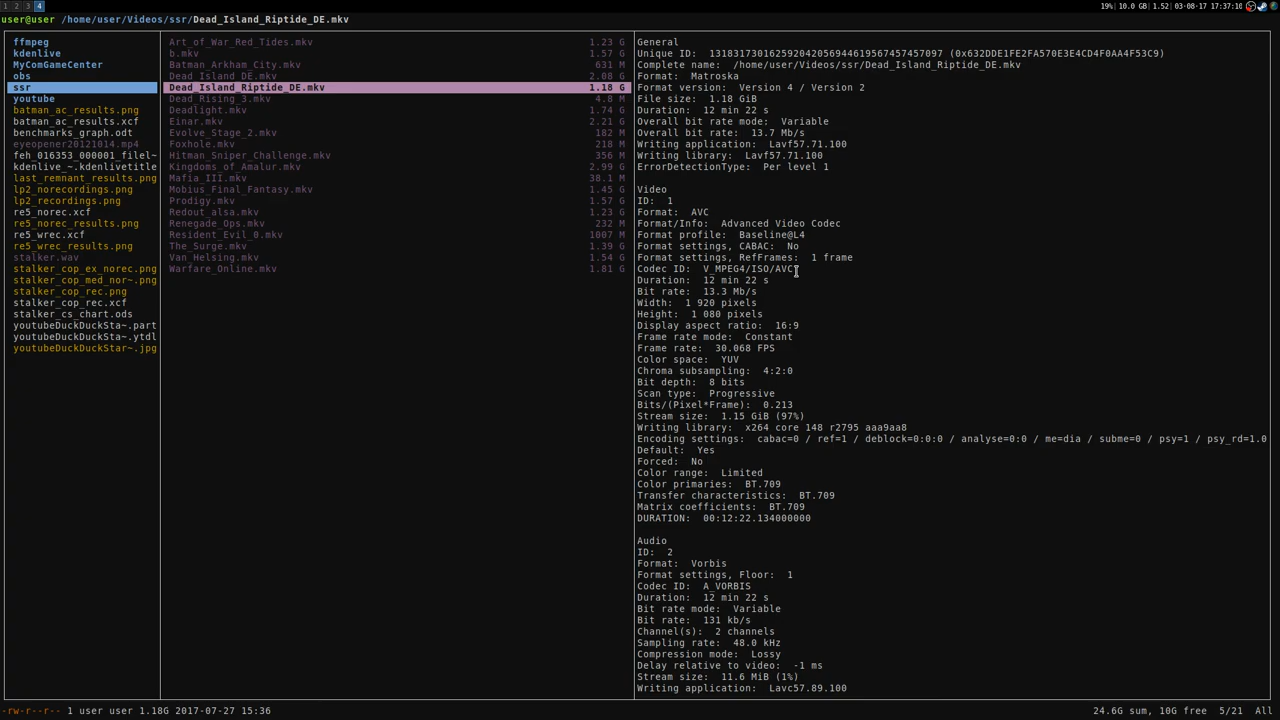 1 2 3 4
19% | 10.0 GB | 1.52 | 03-08-17 17:37:10
user@user /home/user/Videos/ssr/Dead_Island_Riptide_DE.mkv
ffmpeg
kdenlive
MyComGameCenter
obs
ssr
youtube
batman_ac_results.png
batman_ac_results.xcf
benchmarks_graph.odt
eyeopener20121014.mp4
feh_016353_000001_filel~
kdenlive_~.kdenlivetitle
last_remnant_results.png
lp2_norecordings.png
lp2_recordings.png
re5_norec.xcf
re5_norec_results.png
re5_wrec.xcf
re5_wrec_results.png
stalker.wav
stalker_cop_ex_norec.png
stalker_cop_med_nor~.png
stalker_cop_rec.png
stalker_cop_rec.xcf
stalker_cs_chart.ods
youtubeDuckDuckSta~.part
youtubeDuckDuckSta~.ytdl
youtubeDuckDuckStar~.jpg
Art_of_War_Red_Tides.mkv 1.23 G
b.mkv 1.57 G
Batman_Arkham_City.mkv 631 M
Dead_Island_DE.mkv 2.08 G
Dead_Island_Riptide_DE.mkv 1.18 G
Dead_Rising_3.mkv 4.8 M
Deadlight.mkv 1.74 G
Einar.mkv 2.21 G
Evolve_Stage_2.mkv 182 M
Foxhole.mkv 218 M
Hitman_Sniper_Challenge.mkv 356 M
Kingdoms_of_Amalur.mkv 2.99 G
Mafia_III.mkv 38.1 M
Mobius_Final_Fantasy.mkv 1.45 G
Prodigy.mkv 1.57 G
Redout_alsa.mkv 1.23 G
Renegade_Ops.mkv 232 M
Resident_Evil_0.mkv 1007 M
The_Surge.mkv 1.39 G
Van_Helsing.mkv 1.54 G
Warfare_Online.mkv 1.81 G
General
Unique ID: 131831730162592042056944619567457457097 (0x632DDE1FE2FA570E3E4CD4F0AA4F53C9)
Complete name: /home/user/Videos/ssr/Dead_Island_Riptide_DE.mkv
Format: Matroska
Format version: Version 4 / Version 2
File size: 1.18 GiB
Duration: 12 min 22 s
Overall bit rate mode: Variable
Overall bit rate: 13.7 Mb/s
Writing application: Lavf57.71.100
Writing library: Lavf57.71.100
ErrorDetectionType: Per level 1
Video
ID: 1
Format: AVC
Format/Info: Advanced Video Codec
Format profile: Baseline@L4
Format settings, CABAC: No
Format settings, RefFrames: 1 frame
Codec ID: V_MPEG4/ISO/AVC
Duration: 12 min 22 s
Bit rate: 13.3 Mb/s
Width: 1 920 pixels
Height: 1 080 pixels
Display aspect ratio: 16:9
Frame rate mode: Constant
Frame rate: 30.068 FPS
Color space: YUV
Chroma subsampling: 4:2:0
Bit depth: 8 bits
Scan type: Progressive
Bits/(Pixel*Frame): 0.213
Stream size: 1.15 GiB (97%)
Writing library: x264 core 148 r2795 aaa9aa8
Encoding settings: cabac=0 / ref=1 / deblock=0:0:0 / analyse=0:0 / me=dia / subme=0 / psy=1 / psy_rd=1.0
Default: Yes
Forced: No
Color range: Limited
Color primaries: BT.709
Transfer characteristics: BT.709
Matrix coefficients: BT.709
DURATION: 00:12:22.134000000
Audio
ID: 2
Format: Vorbis
Format settings, Floor: 1
Codec ID: A_VORBIS
Duration: 12 min 22 s
Bit rate mode: Variable
Bit rate: 131 kb/s
Channel(s): 2 channels
Sampling rate: 48.0 kHz
Compression mode: Lossy
Delay relative to video: -1 ms
Stream size: 11.6 MiB (1%)
Writing application: Lavc57.89.100
-rw-r--r-- 1 user user 1.18G 2017-07-27 15:36
24.6G sum, 10G free 5/21 All